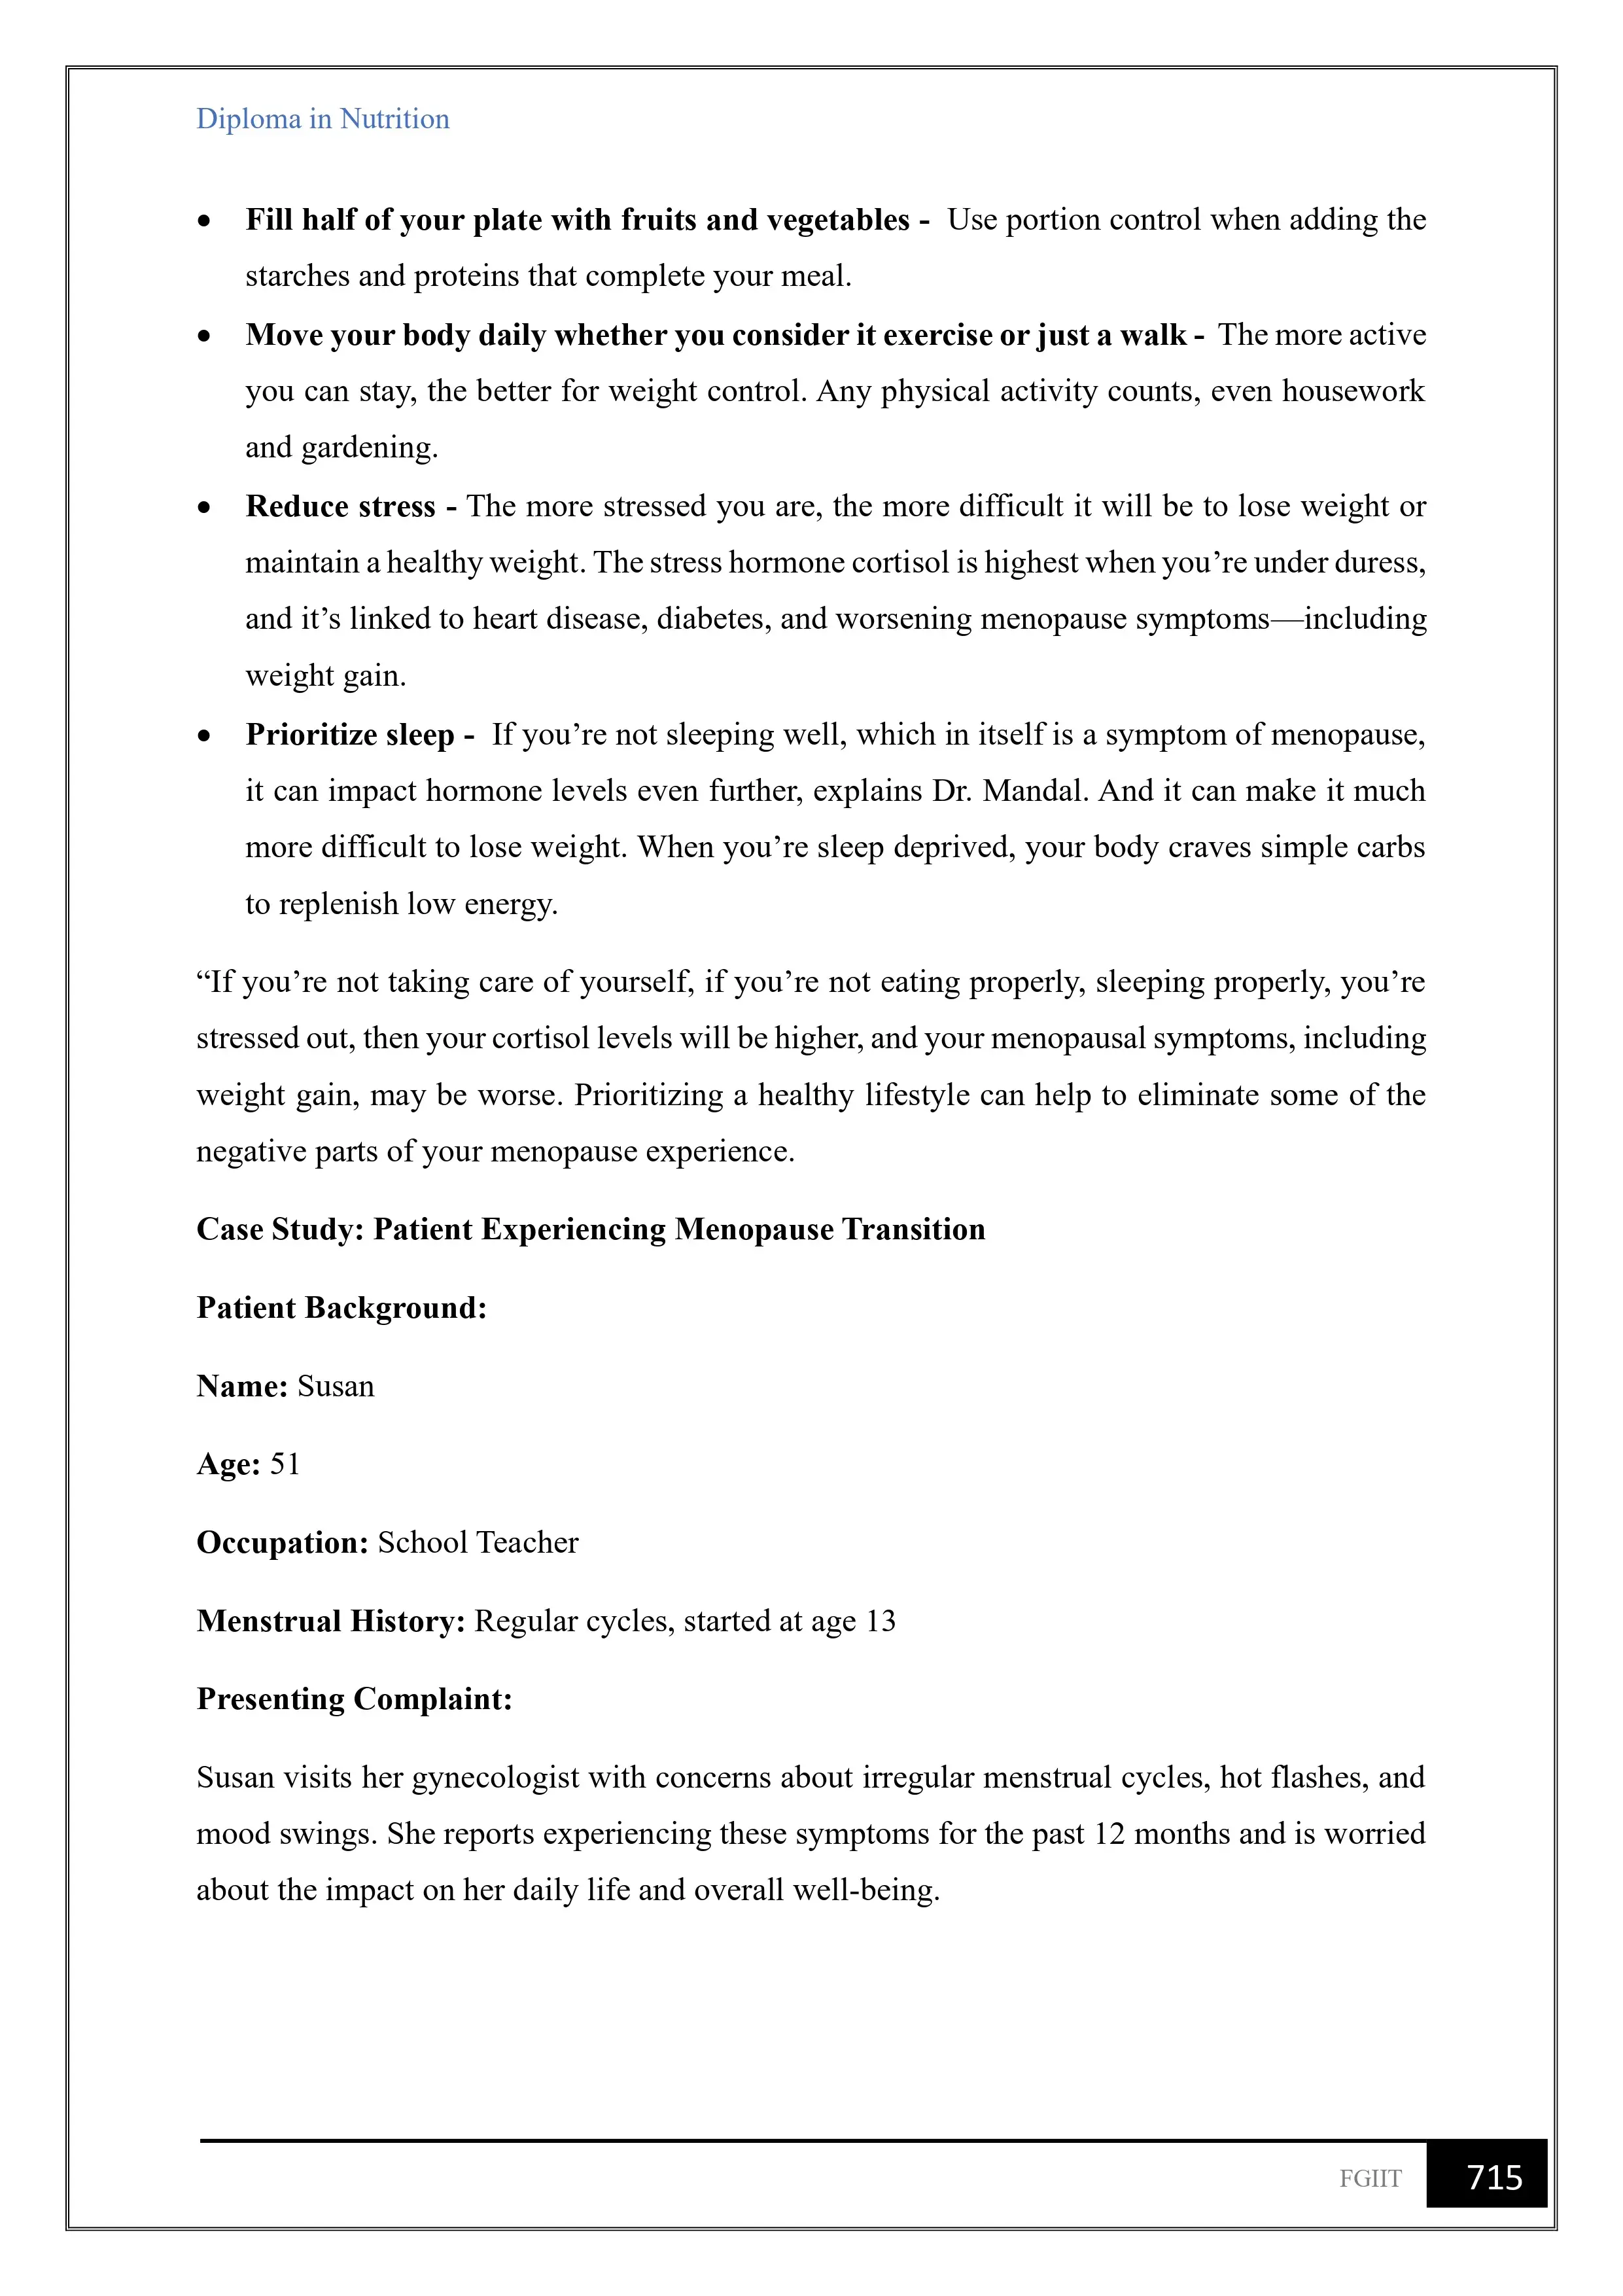 Diploma in Nutrition
• Fill half of your plate with fruits and vegetables - Use portion control when adding the
starches and proteins that complete your meal.
• Move your body daily whether you consider it exercise or just a walk - The more active
you can stay, the better for weight control. Any physical activity counts, even housework
and gardening.
• Reduce stress - The more stressed you are, the more difficult it will be to lose weight or
maintain a healthy weight. The stress hormone cortisol is highest when you’re under duress,
and it’s linked to heart disease, diabetes, and worsening menopause symptoms—including
weight gain.
• Prioritize sleep - If you’re not sleeping well, which in itself is a symptom of menopause,
it can impact hormone levels even further, explains Dr. Mandal. And it can make it much
more difficult to lose weight. When you’re sleep deprived, your body craves simple carbs
to replenish low energy.
“If you’re not taking care of yourself, if you’re not eating properly, sleeping properly, you’re
stressed out, then your cortisol levels will be higher, and your menopausal symptoms, including
weight gain, may be worse. Prioritizing a healthy lifestyle can help to eliminate some of the
negative parts of your menopause experience.
Case Study: Patient Experiencing Menopause Transition
Patient Background:
Name: Susan
Age: 51
Occupation: School Teacher
Menstrual History: Regular cycles, started at age 13
Presenting Complaint:
Susan visits her gynecologist with concerns about irregular menstrual cycles, hot flashes, and
mood swings. She reports experiencing these symptoms for the past 12 months and is worried
about the impact on her daily life and overall well-being.
FGIIT 715